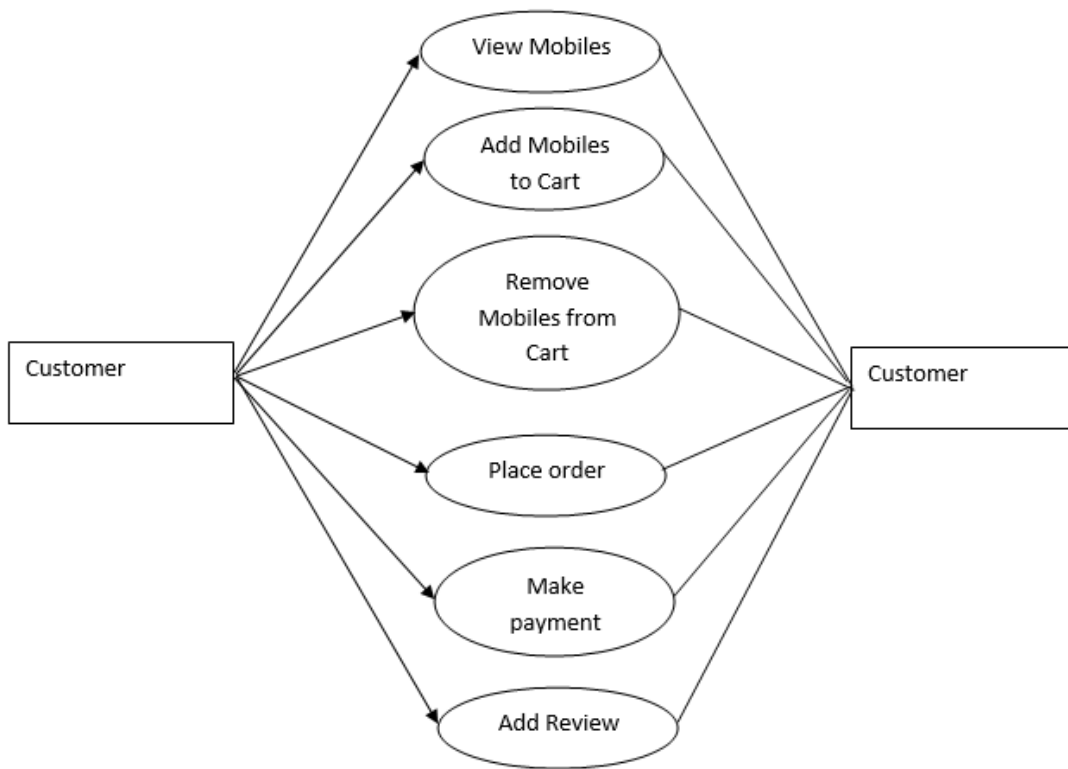 View Mobiles
Add Mobiles
to Cart
Remove
Mobiles from
Cart
Customer
Customer
Place order
Make
payment
Add Review